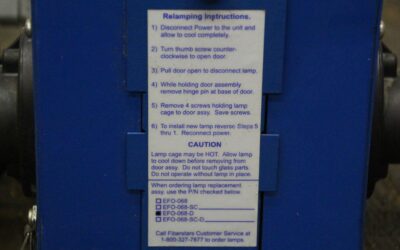 Relamping Instructions.
1) Disconnect Power to the unit and
allow to cool completely.
2) Turn thumb screw counter-
clockwise to open door.
3) Pull door open to disconnect lamp.
4) While holding door assembly
remove hinge pin at base of door.
5) Remove 4 screws holding lamp
cage to door assy. Save screws.
6) To install new lamp reverse Steps 5
thru 1. Reconnect power.
CAUTION
Lamp cage may be HOT. Allow lamp
to cool down before removing from
door assy. Do not touch glass parts.
Do not operate without lamp in place.
When ordering lamp replacement
assy. use the P/N checked below.
EFO-068
EFO-068-SC
EFO-068-D
EFO-068-SC-D
Call Fiberstars Customer Service at
1-800-327-7877 to order lamps.